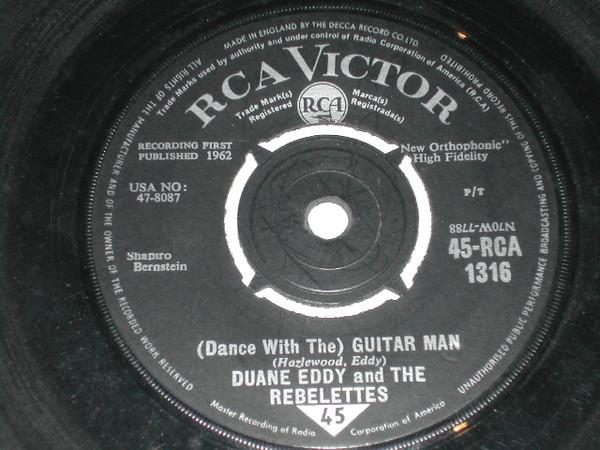 MADE IN ENGLAND BY THE DECCA RECORD CO. LTD.
Trade Marks used by authority and under control of Radio Corporation of America (R.C.A)
ALL RIGHTS OF THE MANUFACTURER AND OF THE OWNER OF THE RECORDED WORK RESERVED
UNAUTHORISED PUBLIC PERFORMANCE BROADCASTING AND COPYING OF THIS RECORD PROHIBITED
RCA VICTOR
Trade Mark(s)
Registered
RCA
Marca(s)
Registrada(s)
RECORDING FIRST
PUBLISHED 1962
New Orthophonic"
High Fidelity
USA NO:
47-8087
P/T
N7OW-7788
45-RCA
1316
Shapiro
Bernstein
(Dance With The) GUITAR MAN
(Hazlewood, Eddy)
DUANE EDDY and THE
REBELETTES
45
Master Recording of Radio Corporation of America